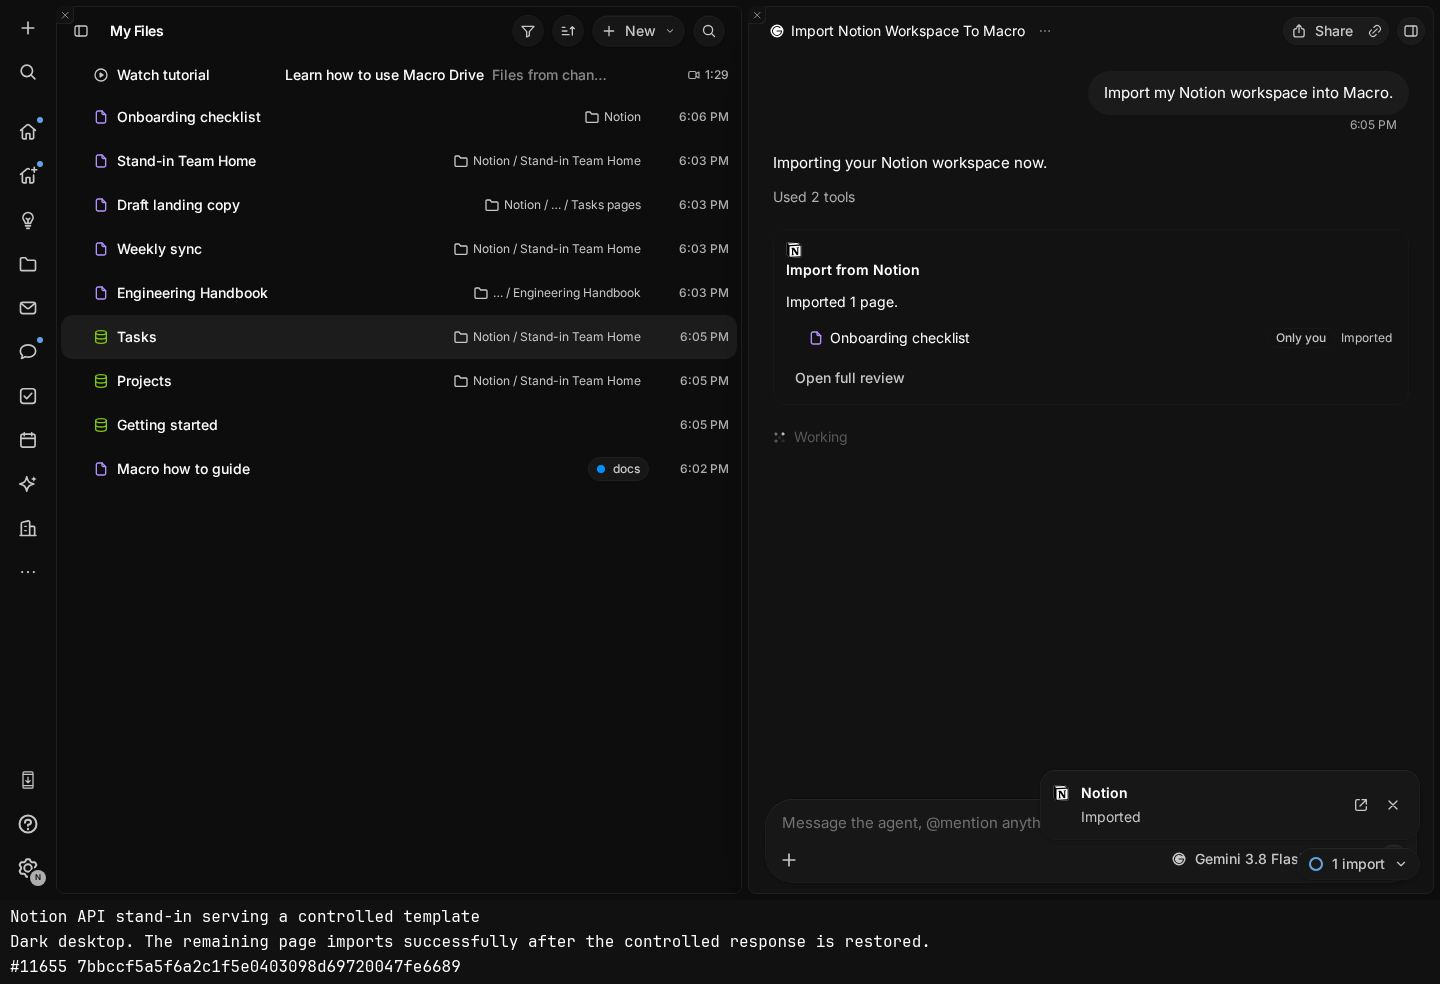 My Files
New
Watch tutorial Learn how to use Macro Drive Files from chan... 1:29
Onboarding checklist Notion 6:06 PM
Stand-in Team Home Notion / Stand-in Team Home 6:03 PM
Draft landing copy Notion / ... / Tasks pages 6:03 PM
Weekly sync Notion / Stand-in Team Home 6:03 PM
Engineering Handbook ... / Engineering Handbook 6:03 PM
Tasks Notion / Stand-in Team Home 6:05 PM
Projects Notion / Stand-in Team Home 6:05 PM
Getting started 6:05 PM
Macro how to guide docs 6:02 PM
N
Import Notion Workspace To Macro
Share
Import my Notion workspace into Macro.
6:05 PM
Importing your Notion workspace now.
Used 2 tools
Import from Notion
Imported 1 page.
Onboarding checklist Only you Imported
Open full review
Working
Notion
Imported
Message the agent, @mention anyth
Gemini 3.8 Flas
1 import
Notion API stand-in serving a controlled template
Dark desktop. The remaining page imports successfully after the controlled response is restored.
#11655 7bbccf5a5f6a2c1f5e0403098d69720047fe6689